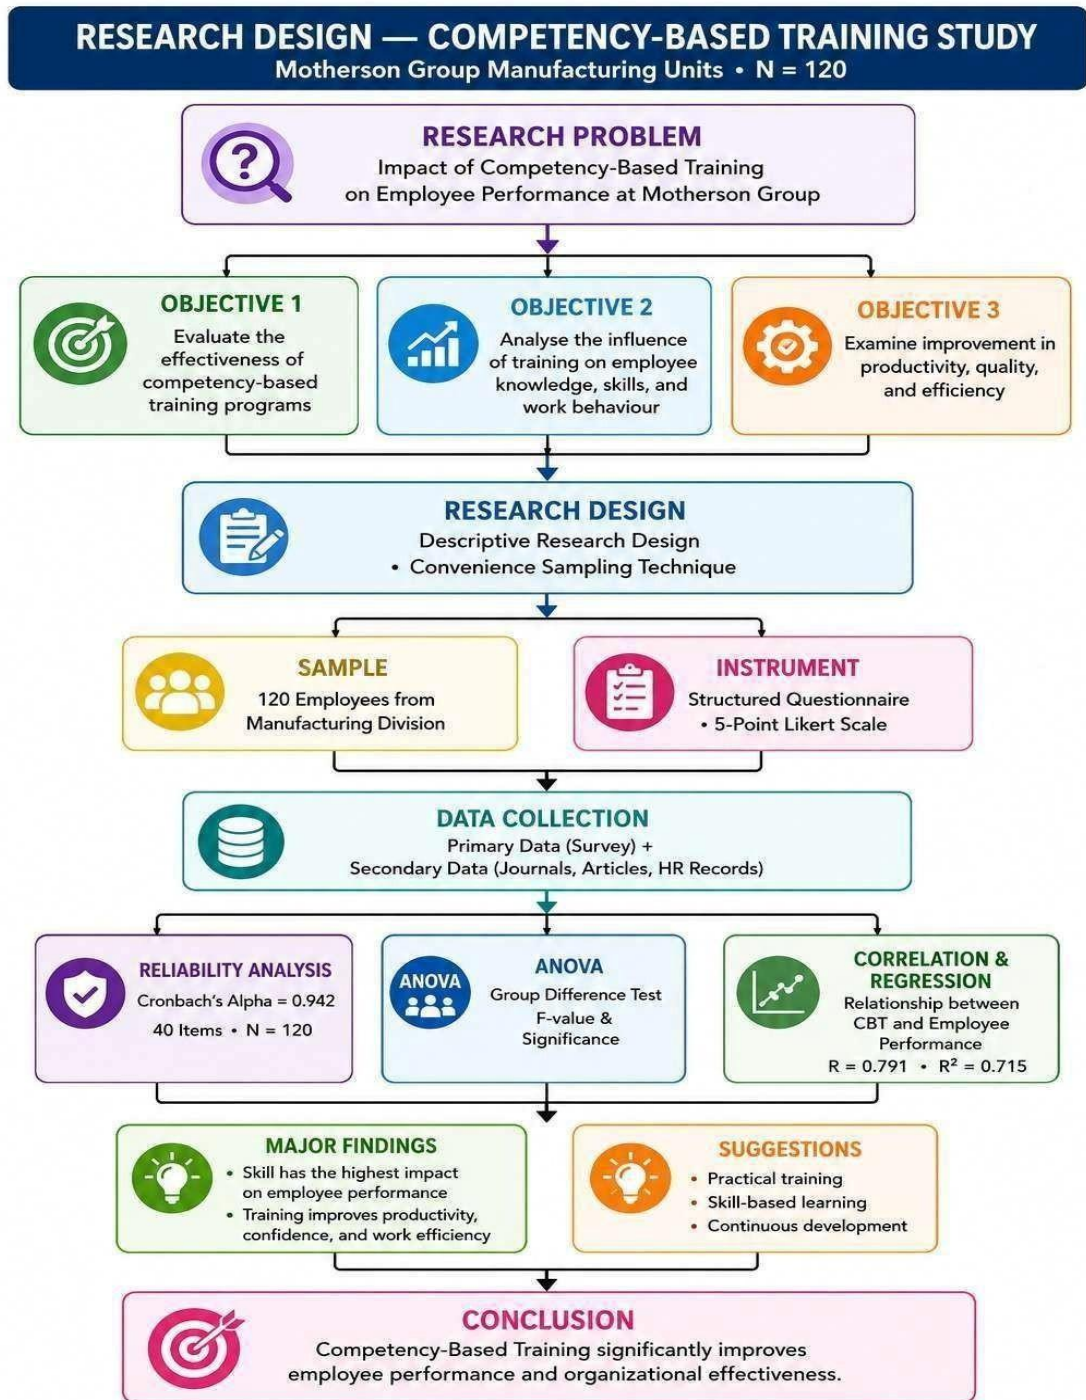 RESEARCH DESIGN — COMPETENCY-BASED TRAINING STUDY
Motherson Group Manufacturing Units • N = 120
RESEARCH PROBLEM
Impact of Competency-Based Training
on Employee Performance at Motherson Group
OBJECTIVE 1
Evaluate the
effectiveness of
competency-based
training programs
OBJECTIVE 2
Analyse the influence
of training on employee
knowledge, skills, and
work behaviour
OBJECTIVE 3
Examine improvement in
productivity, quality,
and efficiency
RESEARCH DESIGN
Descriptive Research Design
• Convenience Sampling Technique
SAMPLE
120 Employees from
Manufacturing Division
INSTRUMENT
Structured Questionnaire
• 5-Point Likert Scale
DATA COLLECTION
Primary Data (Survey) +
Secondary Data (Journals, Articles, HR Records)
RELIABILITY ANALYSIS
Cronbach's Alpha = 0.942
40 Items • N = 120
ANOVA
ANOVA
Group Difference Test
F-value &
Significance
CORRELATION &
REGRESSION
Relationship between
CBT and Employee
Performance
R = 0.791 • R² = 0.715
MAJOR FINDINGS
• Skill has the highest impact
on employee performance
• Training improves productivity,
confidence, and work efficiency
SUGGESTIONS
• Practical training
• Skill-based learning
• Continuous development
CONCLUSION
Competency-Based Training significantly improves
employee performance and organizational effectiveness.